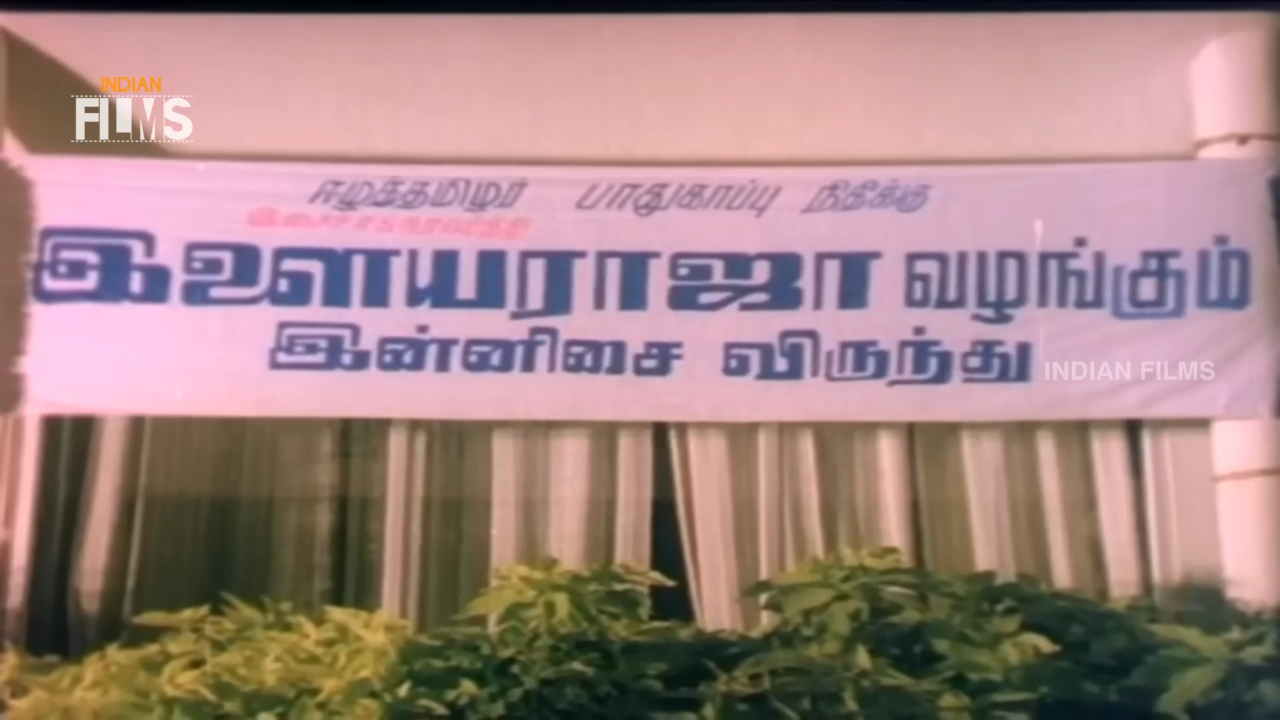 INDIAN
FILMS
ஈழத்தமிழர் பாதுகாப்பு நிதிக்கு
இளையராஜா வழங்கும்
இன்னிசை விருந்து
INDIAN FILMS